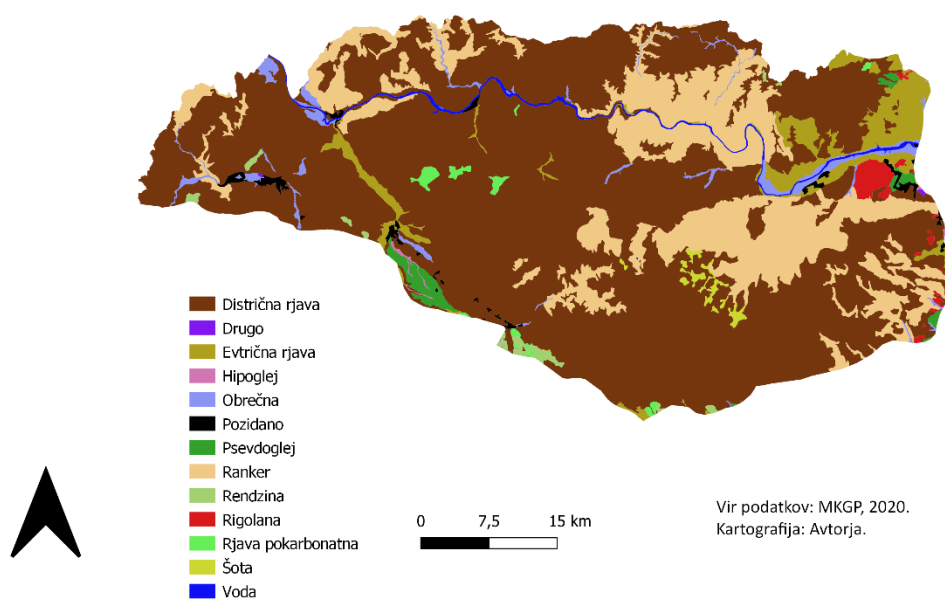 Distrična rjava
Drugo
Evtrična rjava
Hipoglej
Obrečna
Pozidano
Psevdoglej
Ranker
Rendzina
Rigolana
Rjava pokarbonatna
Šota
Voda
0 7,5 15 km
Vir podatkov: MKGP, 2020.
Kartografija: Avtorja.